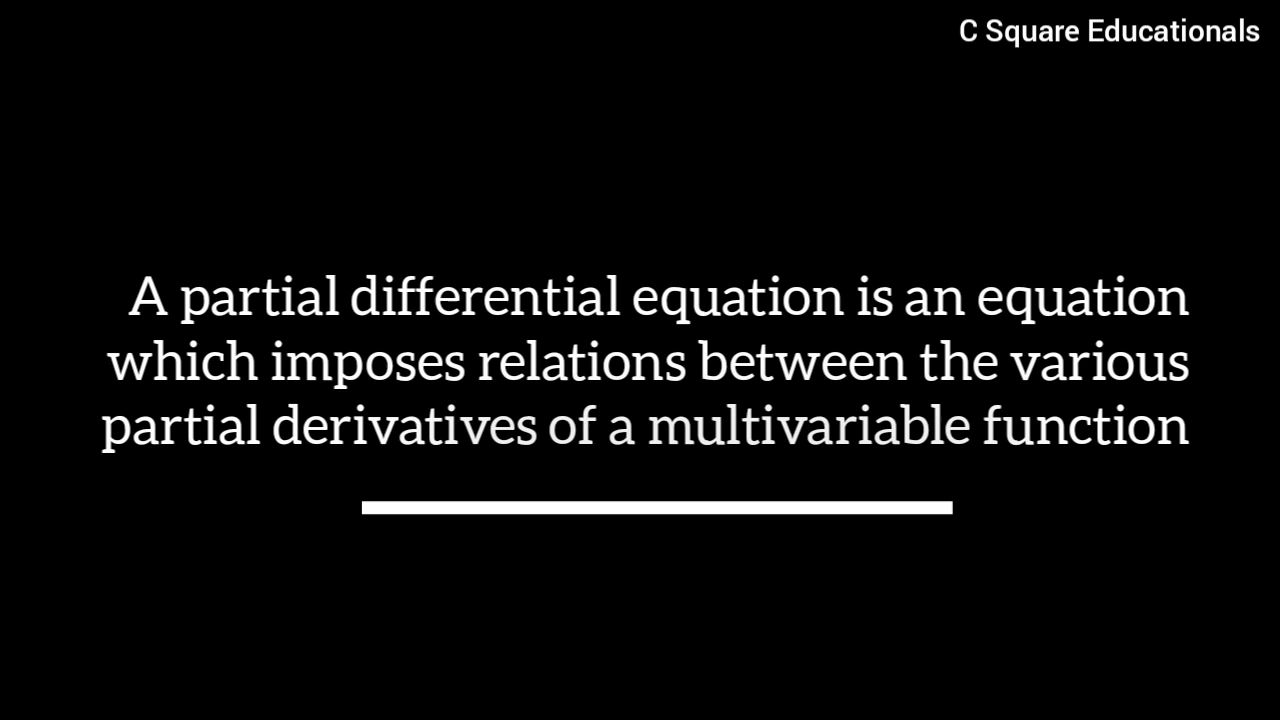 C Square Educationals
A partial differential equation is an equation
which imposes relations between the various
partial derivatives of a multivariable function